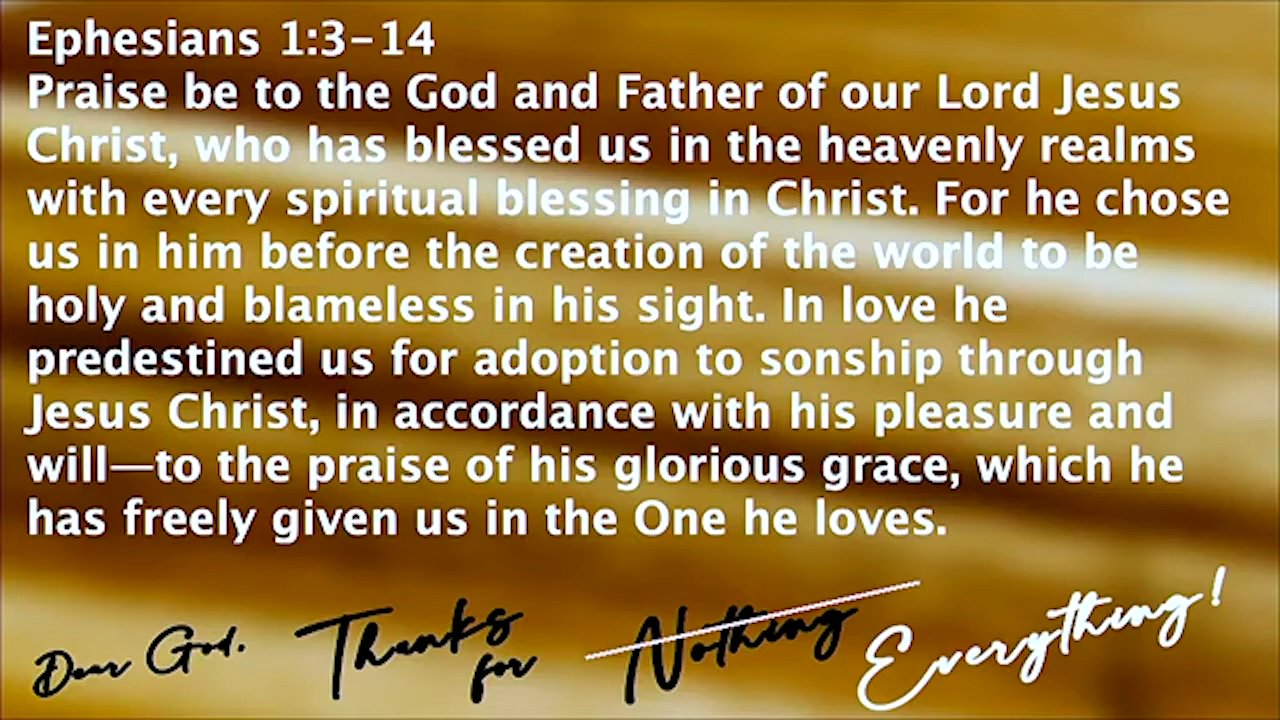 Ephesians 1:3-14
Praise be to the God and Father of our Lord Jesus
Christ, who has blessed us in the heavenly realms
with every spiritual blessing in Christ. For he chose
us in him before the creation of the world to be
holy and blameless in his sight. In love he
predestined us for adoption to sonship through
Jesus Christ, in accordance with his pleasure and
will—to the praise of his glorious grace, which he
has freely given us in the One he loves.
Dear God. Thanks for Nothing Everything!